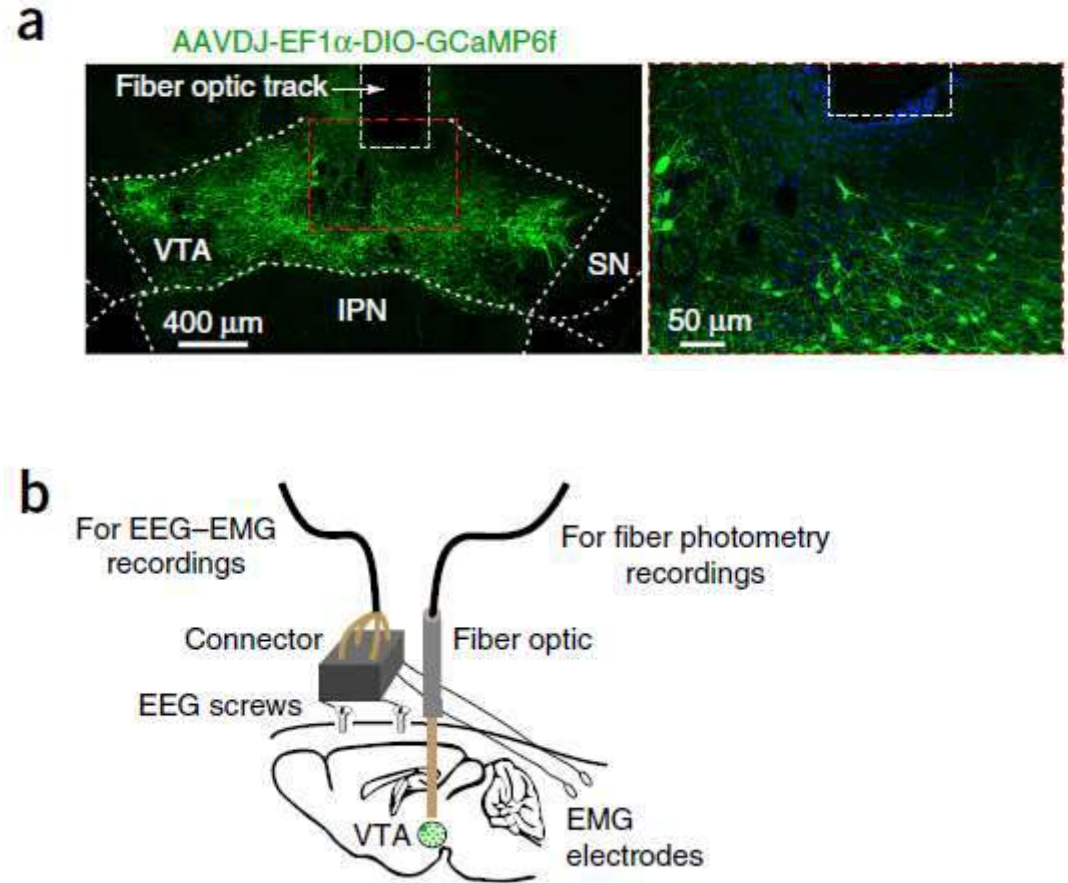 a
AAVDJ-EF1α-DIO-GCaMP6f
Fiber optic track
VTA
SN
IPN
400 μm
50 μm
b
For EEG–EMG
recordings
For fiber photometry
recordings
Connector
Fiber optic
EEG screws
VTA
EMG
electrodes